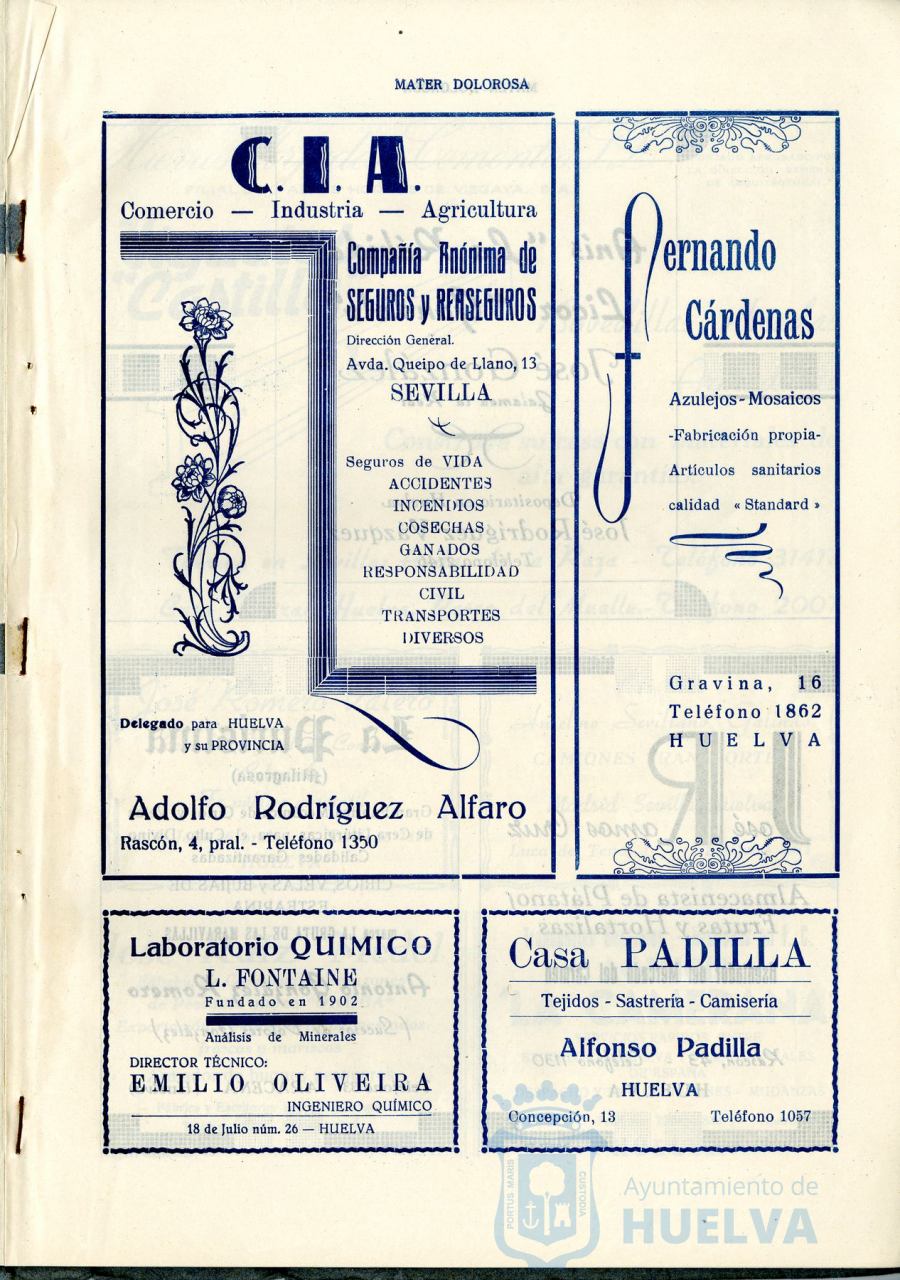 MATER DOLOROSA
C. I. A.
Comercio — Industria — Agricultura
Compañía Anónima de
SEGUROS y REASEGUROS
Dirección General.
Avda. Queipo de Llano, 13
SEVILLA
Seguros de VIDA
ACCIDENTES
INCENDIOS
COSECHAS
GANADOS
RESPONSABILIDAD
CIVIL
TRANSPORTES
DIVERSOS
Delegado para HUELVA
y su PROVINCIA
Adolfo Rodríguez Alfaro
Rascón, 4, pral. - Teléfono 1350
Fernando
Cárdenas
Azulejos - Mosaicos
-Fabricación propia-
Artículos sanitarios
calidad « Standard »
Gravina, 16
Teléfono 1862
HUELVA
Laboratorio QUIMICO
L. FONTAINE
Fundado en 1902
Análisis de Minerales
DIRECTOR TÉCNICO:
EMILIO OLIVEIRA
INGENIERO QUÍMICO
18 de Julio núm. 26 — HUELVA
Casa PADILLA
Tejidos - Sastrería - Camisería
Alfonso Padilla
HUELVA
Concepción, 13 Teléfono 1057
PORTUS MARIS
CUSTODIA
Ayuntamiento de
HUELVA